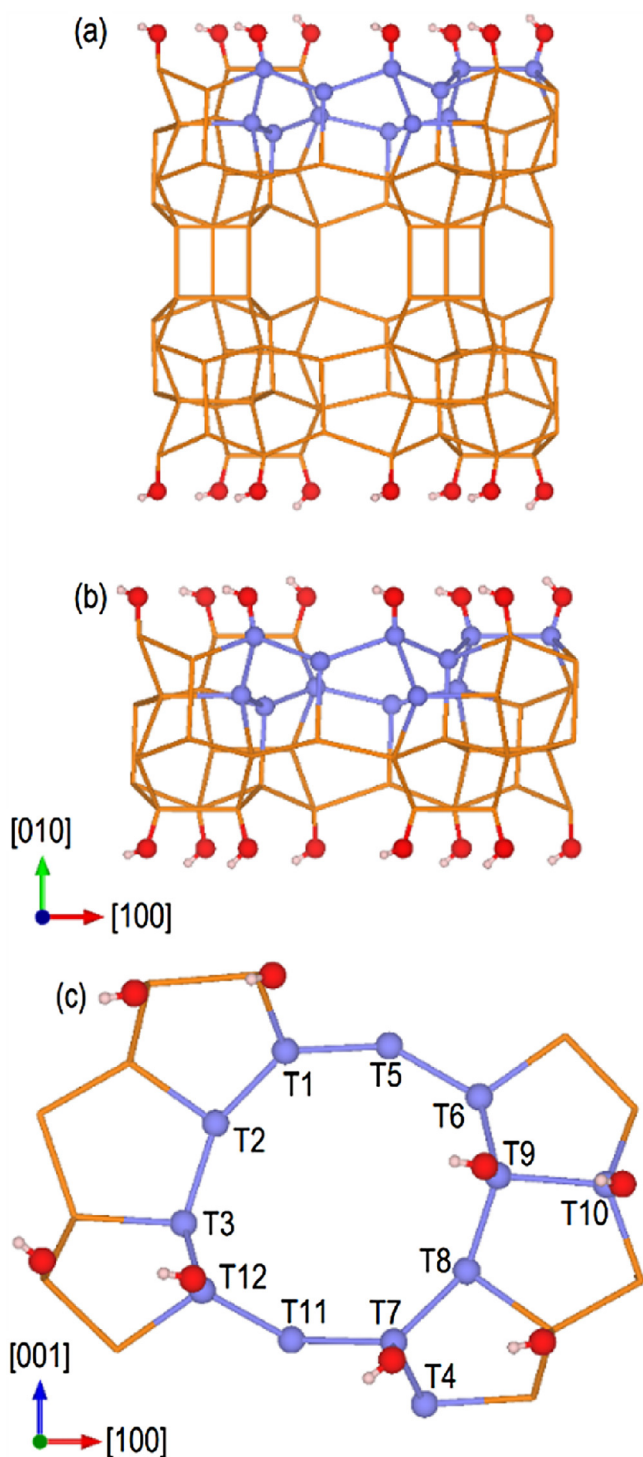 (a)
(b)
[010]
[100]
(c)
T1
T5
T6
T2
T9
T10
T3
T8
T12
T11
T7
T4
[001]
[100]